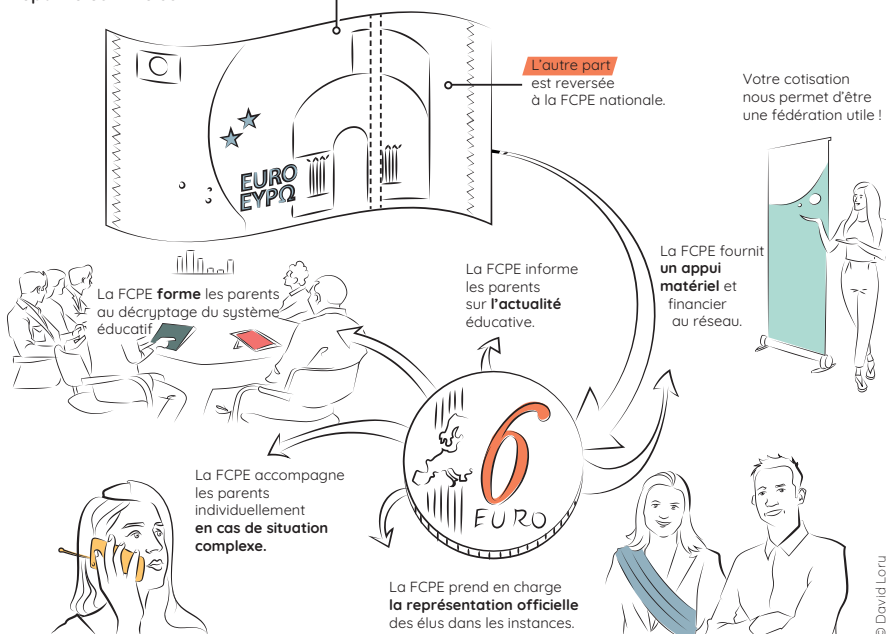 L'autre part
est reversée
à la FCPE nationale.
Votre cotisation
nous permet d'être
une fédération utile !
EURO
EYPΩ
La FCPE fournit
un appui
matériel et
financier
au réseau.
La FCPE informe
les parents
sur l'actualité
éducative.
La FCPE forme les parents
au décryptage du système
éducatif
6
EURO
La FCPE accompagne
les parents
individuellement
en cas de situation
complexe.
La FCPE prend en charge
la représentation officielle
des élus dans les instances.
© David Loru